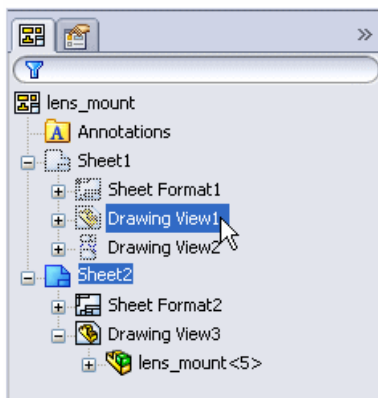 lens_mount
A Annotations
Sheet1
Sheet Format1
Drawing View1
Drawing View2
Sheet2
Sheet Format2
Drawing View3
lens_mount<5>